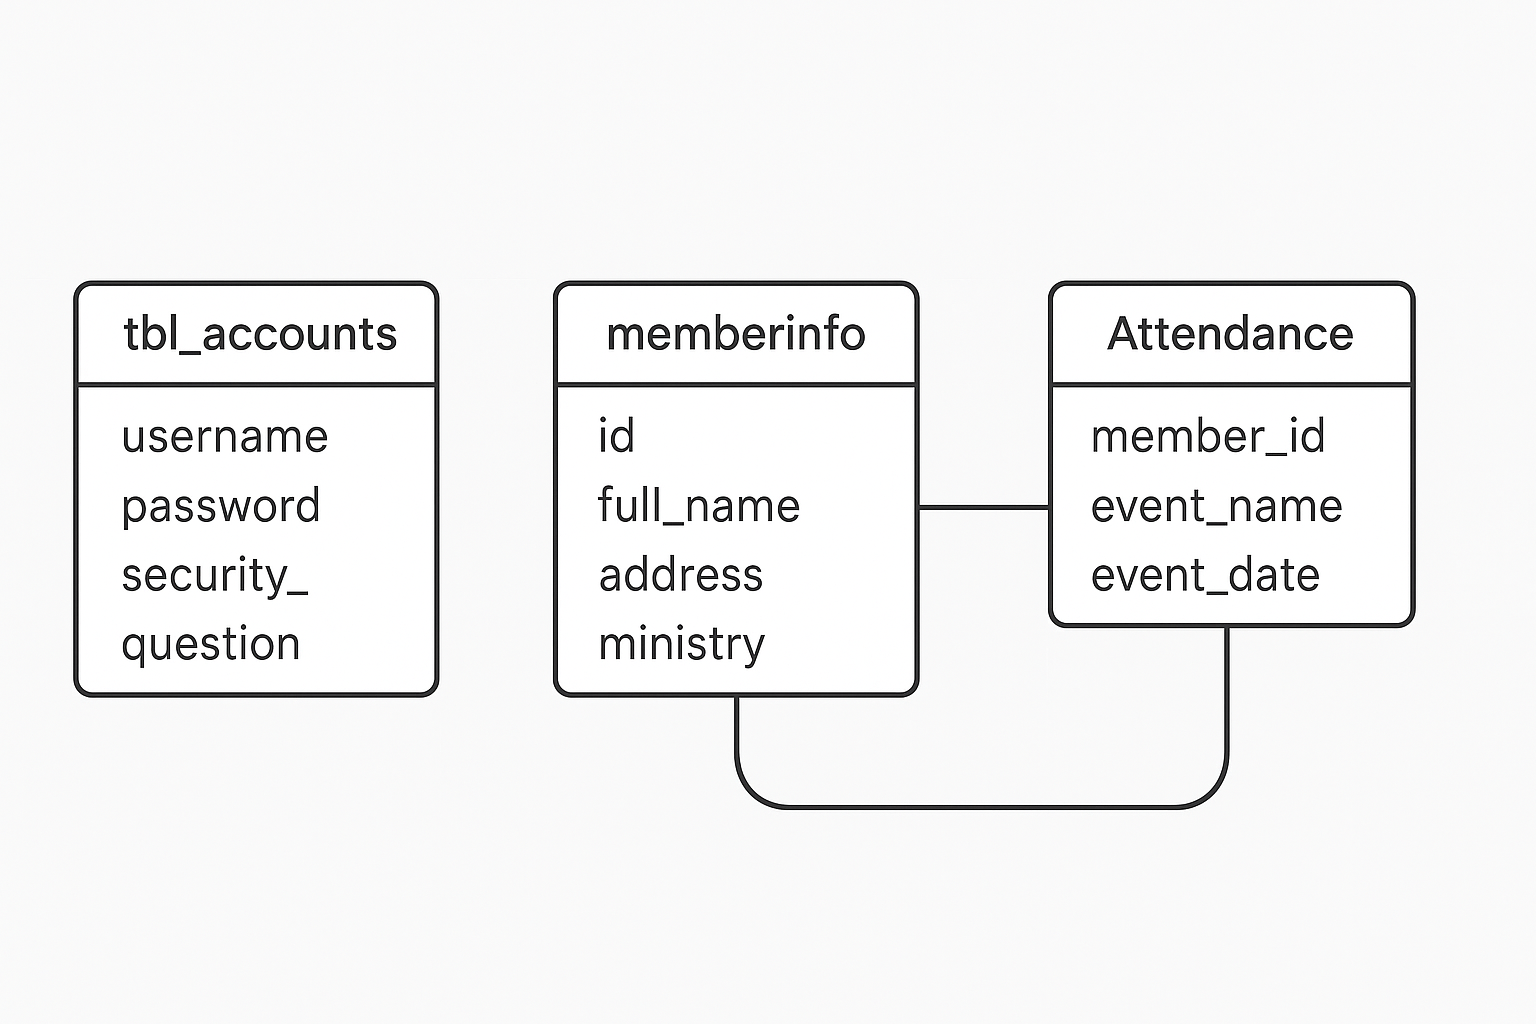 tbl_accounts
username
password
security_
question
memberinfo
id
full_name
address
ministry
Attendance
member_id
event_name
event_date